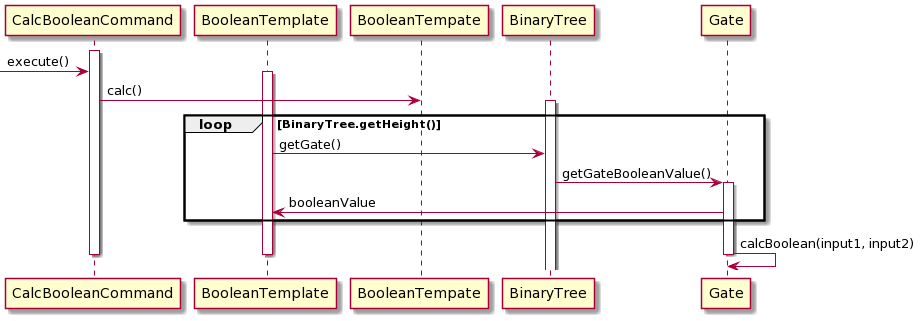 CalcBooleanCommand
BooleanTemplate
BooleanTempate
BinaryTree
Gate
execute()
calc()
loop
[BinaryTree.getHeight()]
getGate()
getGateBooleanValue()
booleanValue
calcBoolean(input1, input2)
CalcBooleanCommand
BooleanTemplate
BooleanTempate
BinaryTree
Gate